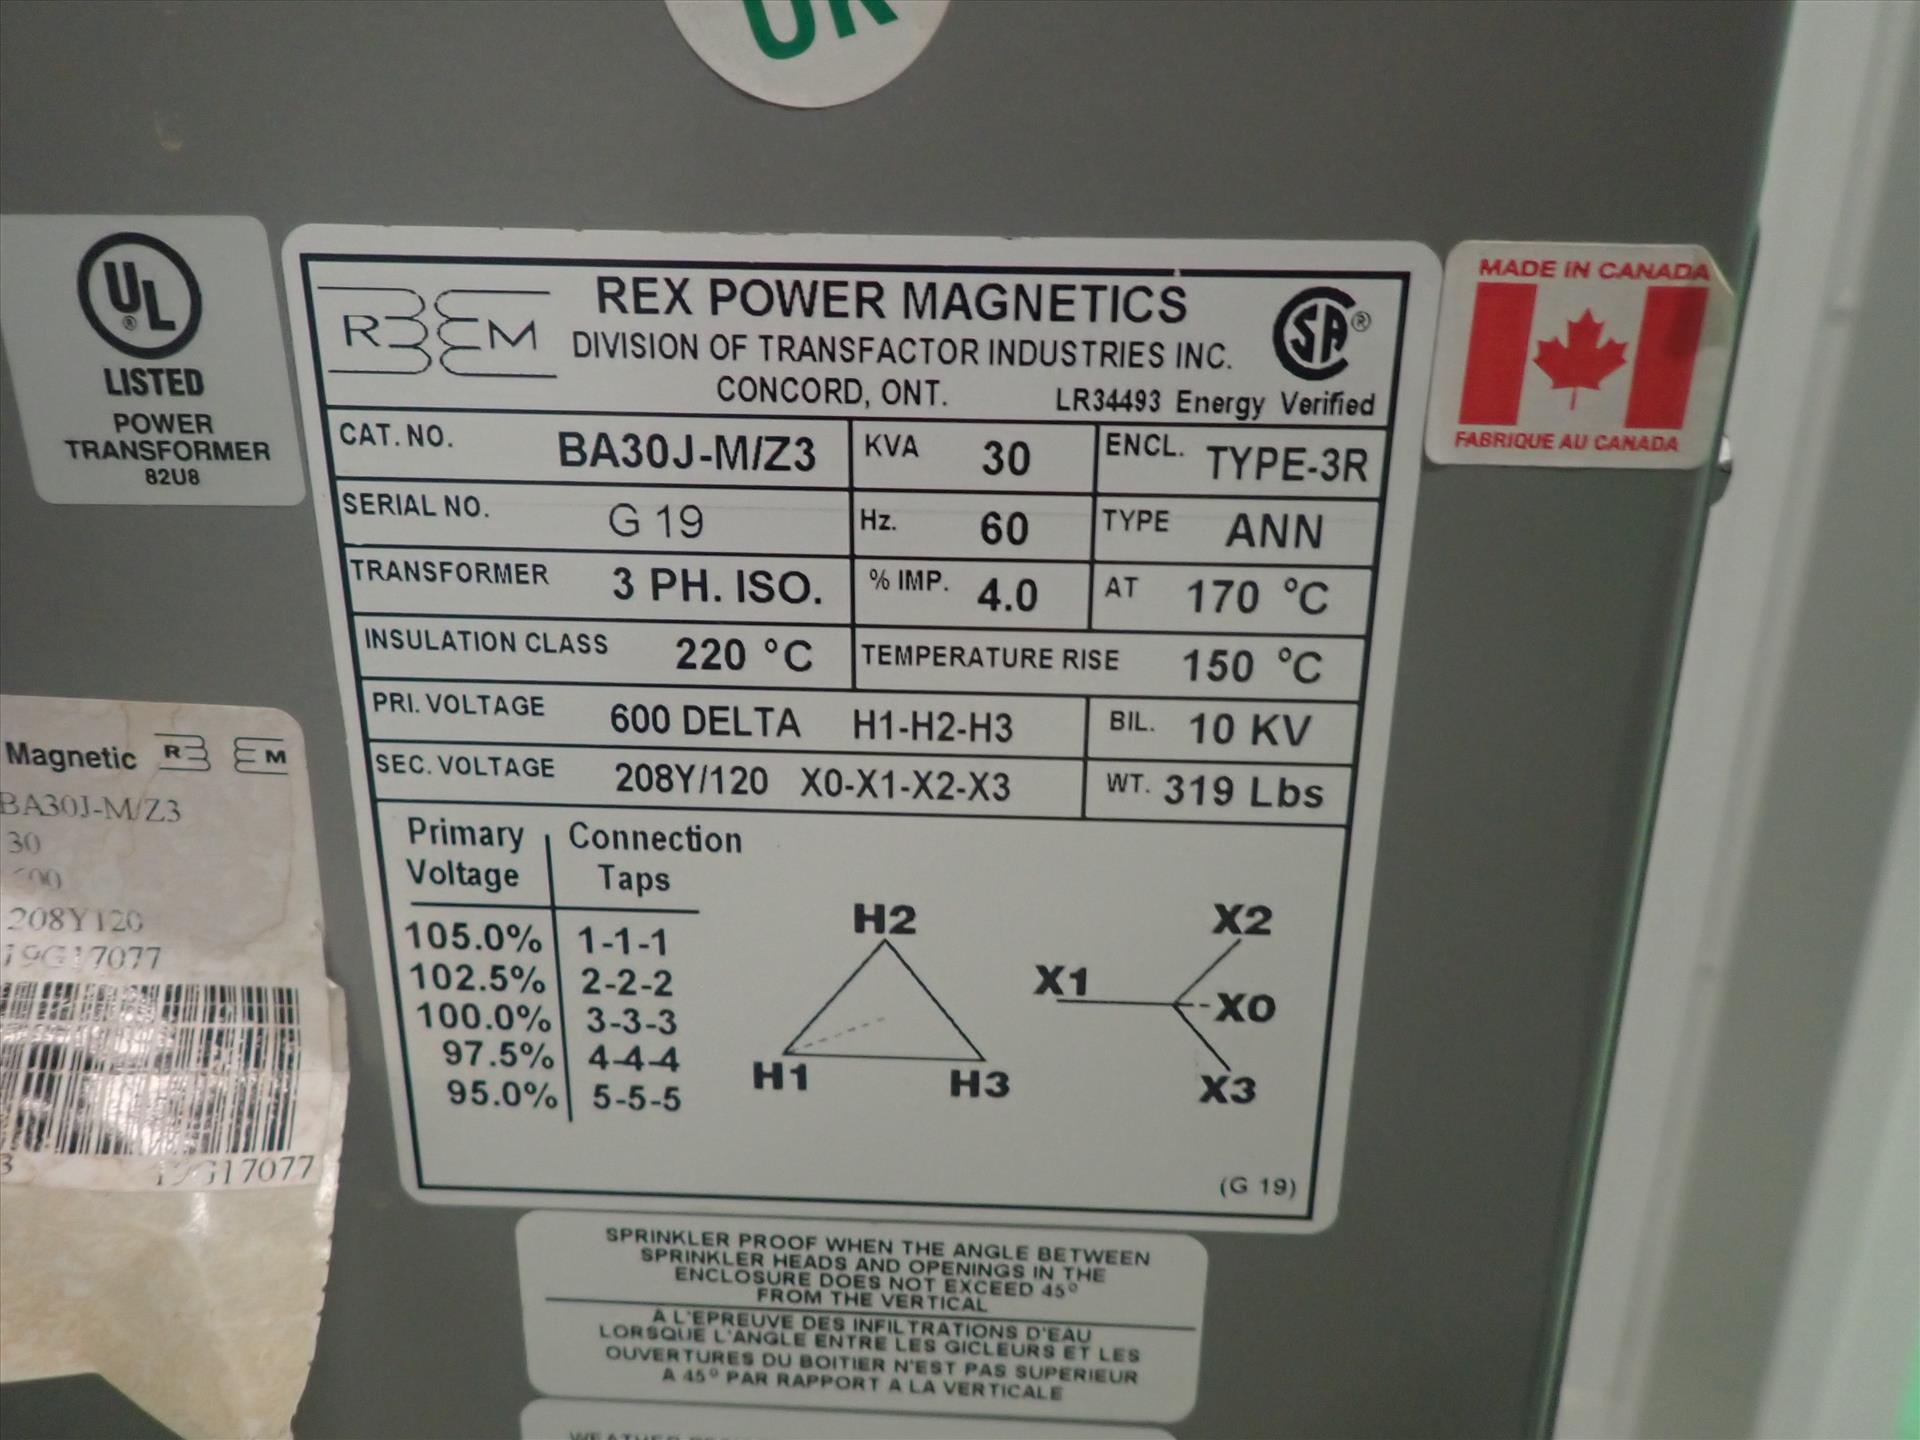 OK
UL
®
LISTED
POWER
TRANSFORMER
82U8
R M
REX POWER MAGNETICS
DIVISION OF TRANSFACTOR INDUSTRIES INC.
CONCORD, ONT.
SA ®
LR34493 Energy Verified
CAT. NO. BA30J-M/Z3 KVA 30 ENCL. TYPE-3R
SERIAL NO. G 19 Hz. 60 TYPE ANN
TRANSFORMER 3 PH. ISO. % IMP. 4.0 AT 170 °C
INSULATION CLASS 220 °C TEMPERATURE RISE 150 °C
PRI. VOLTAGE 600 DELTA H1-H2-H3 BIL. 10 KV
SEC. VOLTAGE 208Y/120 X0-X1-X2-X3 WT. 319 Lbs
Primary Connection
Voltage Taps
105.0% 1-1-1
102.5% 2-2-2
100.0% 3-3-3
97.5% 4-4-4
95.0% 5-5-5
H2
H1 H3
X2
X1 X0
X3
(G 19)
MADE IN CANADA
FABRIQUE AU CANADA
Magnetic R M
BA30J-M/Z3
30
208Y120
19G17077
3 19G17077
SPRINKLER PROOF WHEN THE ANGLE BETWEEN
SPRINKLER HEADS AND OPENINGS IN THE
ENCLOSURE DOES NOT EXCEED 45°
FROM THE VERTICAL
A L'EPREUVE DES INFILTRATIONS D'EAU
LORSQUE L'ANGLE ENTRE LES GICLEURS ET LES
OUVERTURES DU BOITIER N'EST PAS SUPERIEUR
A 45° PAR RAPPORT A LA VERTICALE